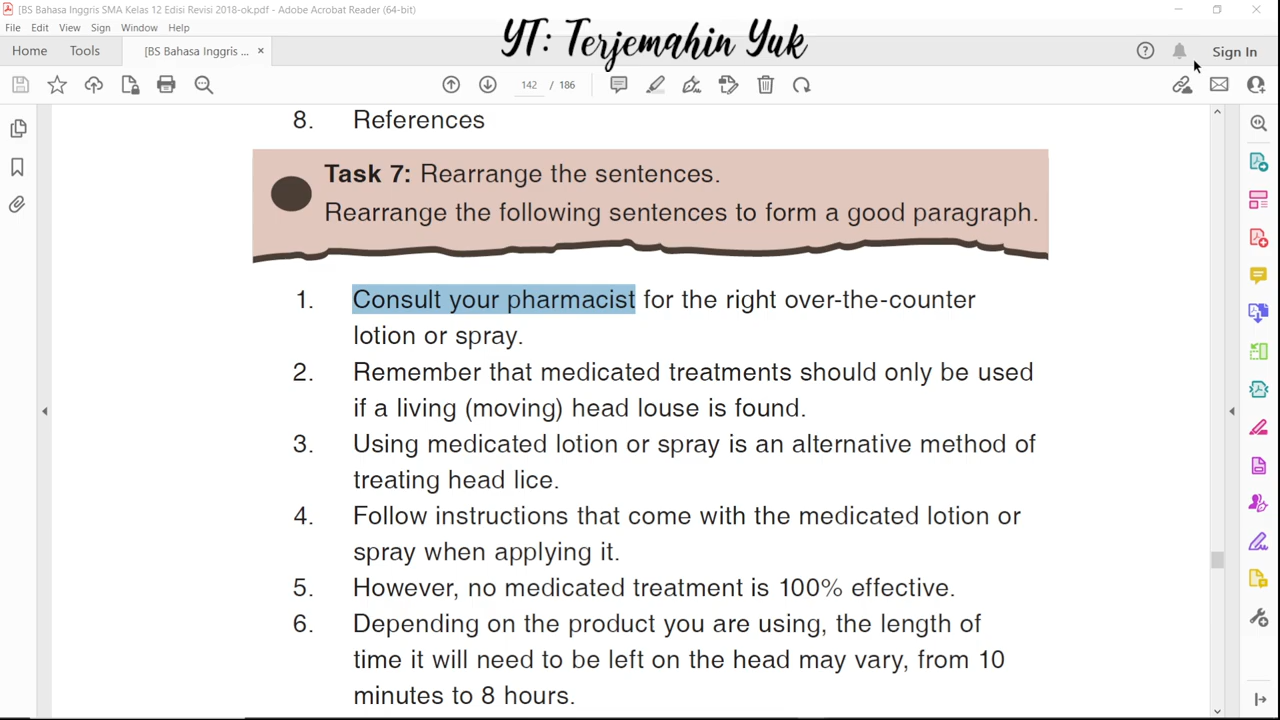 [BS Bahasa Inggris SMA Kelas 12 Edisi Revisi 2018-ok.pdf - Adobe Acrobat Reader (64-bit)
File Edit View Sign Window Help
YT: Terjemahin Yuk
Home Tools [BS Bahasa Inggris ... × Sign In
142 / 186
8. References
Task 7: Rearrange the sentences.
Rearrange the following sentences to form a good paragraph.
1. Consult your pharmacist for the right over-the-counter
lotion or spray.
2. Remember that medicated treatments should only be used
if a living (moving) head louse is found.
3. Using medicated lotion or spray is an alternative method of
treating head lice.
4. Follow instructions that come with the medicated lotion or
spray when applying it.
5. However, no medicated treatment is 100% effective.
6. Depending on the product you are using, the length of
time it will need to be left on the head may vary, from 10
minutes to 8 hours.